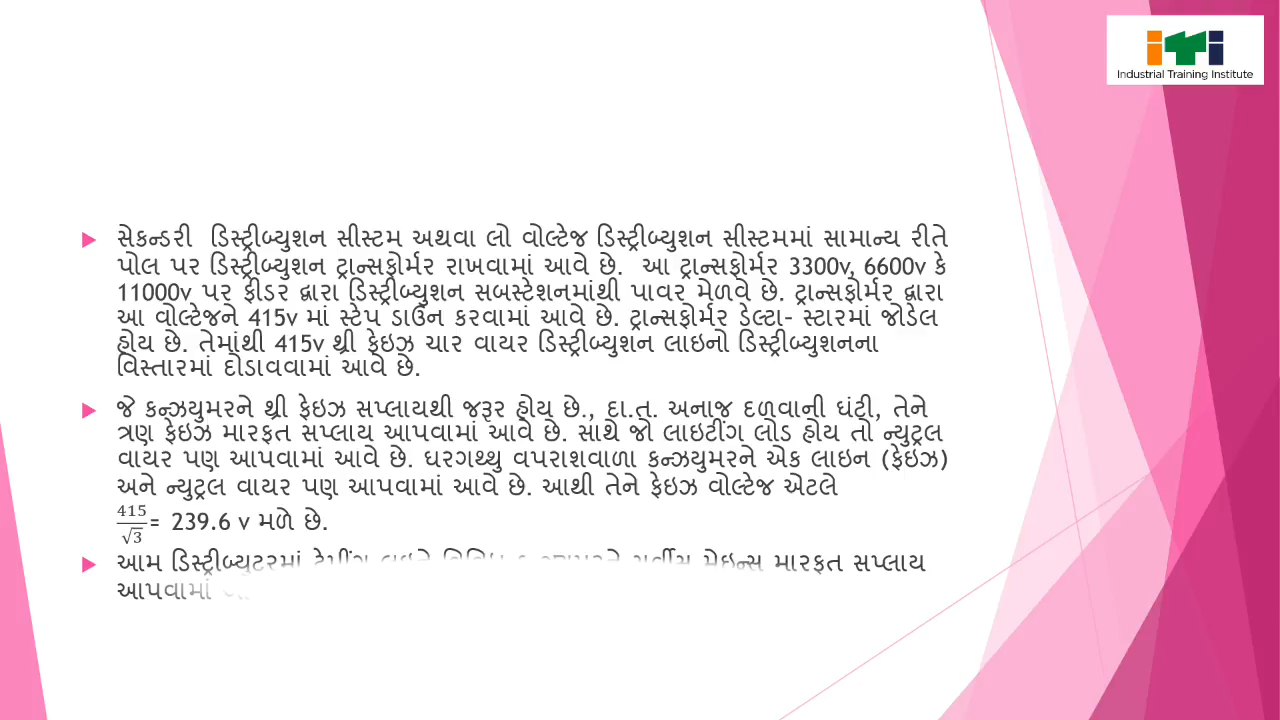 iTi
Industrial Training Institute
સેકન્ડરી ડિસ્ટ્રીબ્યુશન સીસ્ટમ અથવા લો વોલ્ટેજ ડિસ્ટ્રીબ્યુશન સીસ્ટમમાં સામાન્ય રીતે
પોલ પર ડિસ્ટ્રીબ્યુશન ટ્રાન્સફોર્મર રાખવામાં આવે છે. આ ટ્રાન્સફોર્મર 3300v, 6600v કે
11000v પર ફીડર દ્વારા ડિસ્ટ્રીબ્યુશન સબસ્ટેશનમાંથી પાવર મેળવે છે. ટ્રાન્સફોર્મર દ્વારા
આ વોલ્ટેજને 415v માં સ્ટેપ ડાઉન કરવામાં આવે છે. ટ્રાન્સફોર્મર ડેલ્ટા- સ્ટારમાં જોડેલ
હોય છે. તેમાંથી 415v થ્રી ફેઇઝ ચાર વાયર ડિસ્ટ્રીબ્યુશન લાઇનો ડિસ્ટ્રીબ્યુશનના
વિસ્તારમાં દોડાવવામાં આવે છે.
જે કન્ઝયુમરને થ્રી ફેઇઝ સપ્લાયથી જરૂર હોય છે., દા.ત. અનાજ દળવાની ઘંટી, તેને
ત્રણ ફેઇઝ મારફત સપ્લાય આપવામાં આવે છે. સાથે જો લાઇટીંગ લોડ હોય તો ન્યુટ્રલ
વાયર પણ આપવામાં આવે છે. ઘરગથ્થુ વપરાશવાળા કન્ઝયુમરને એક લાઇન (ફેઇઝ)
અને ન્યુટ્રલ વાયર પણ આપવામાં આવે છે. આથી તેને ફેઇઝ વોલ્ટેજ એટલે
415/√3 = 239.6 v મળે છે.
આમ ડિસ્ટ્રીબ્યુટરમાં મારફત સપ્લાય
આપવામાં